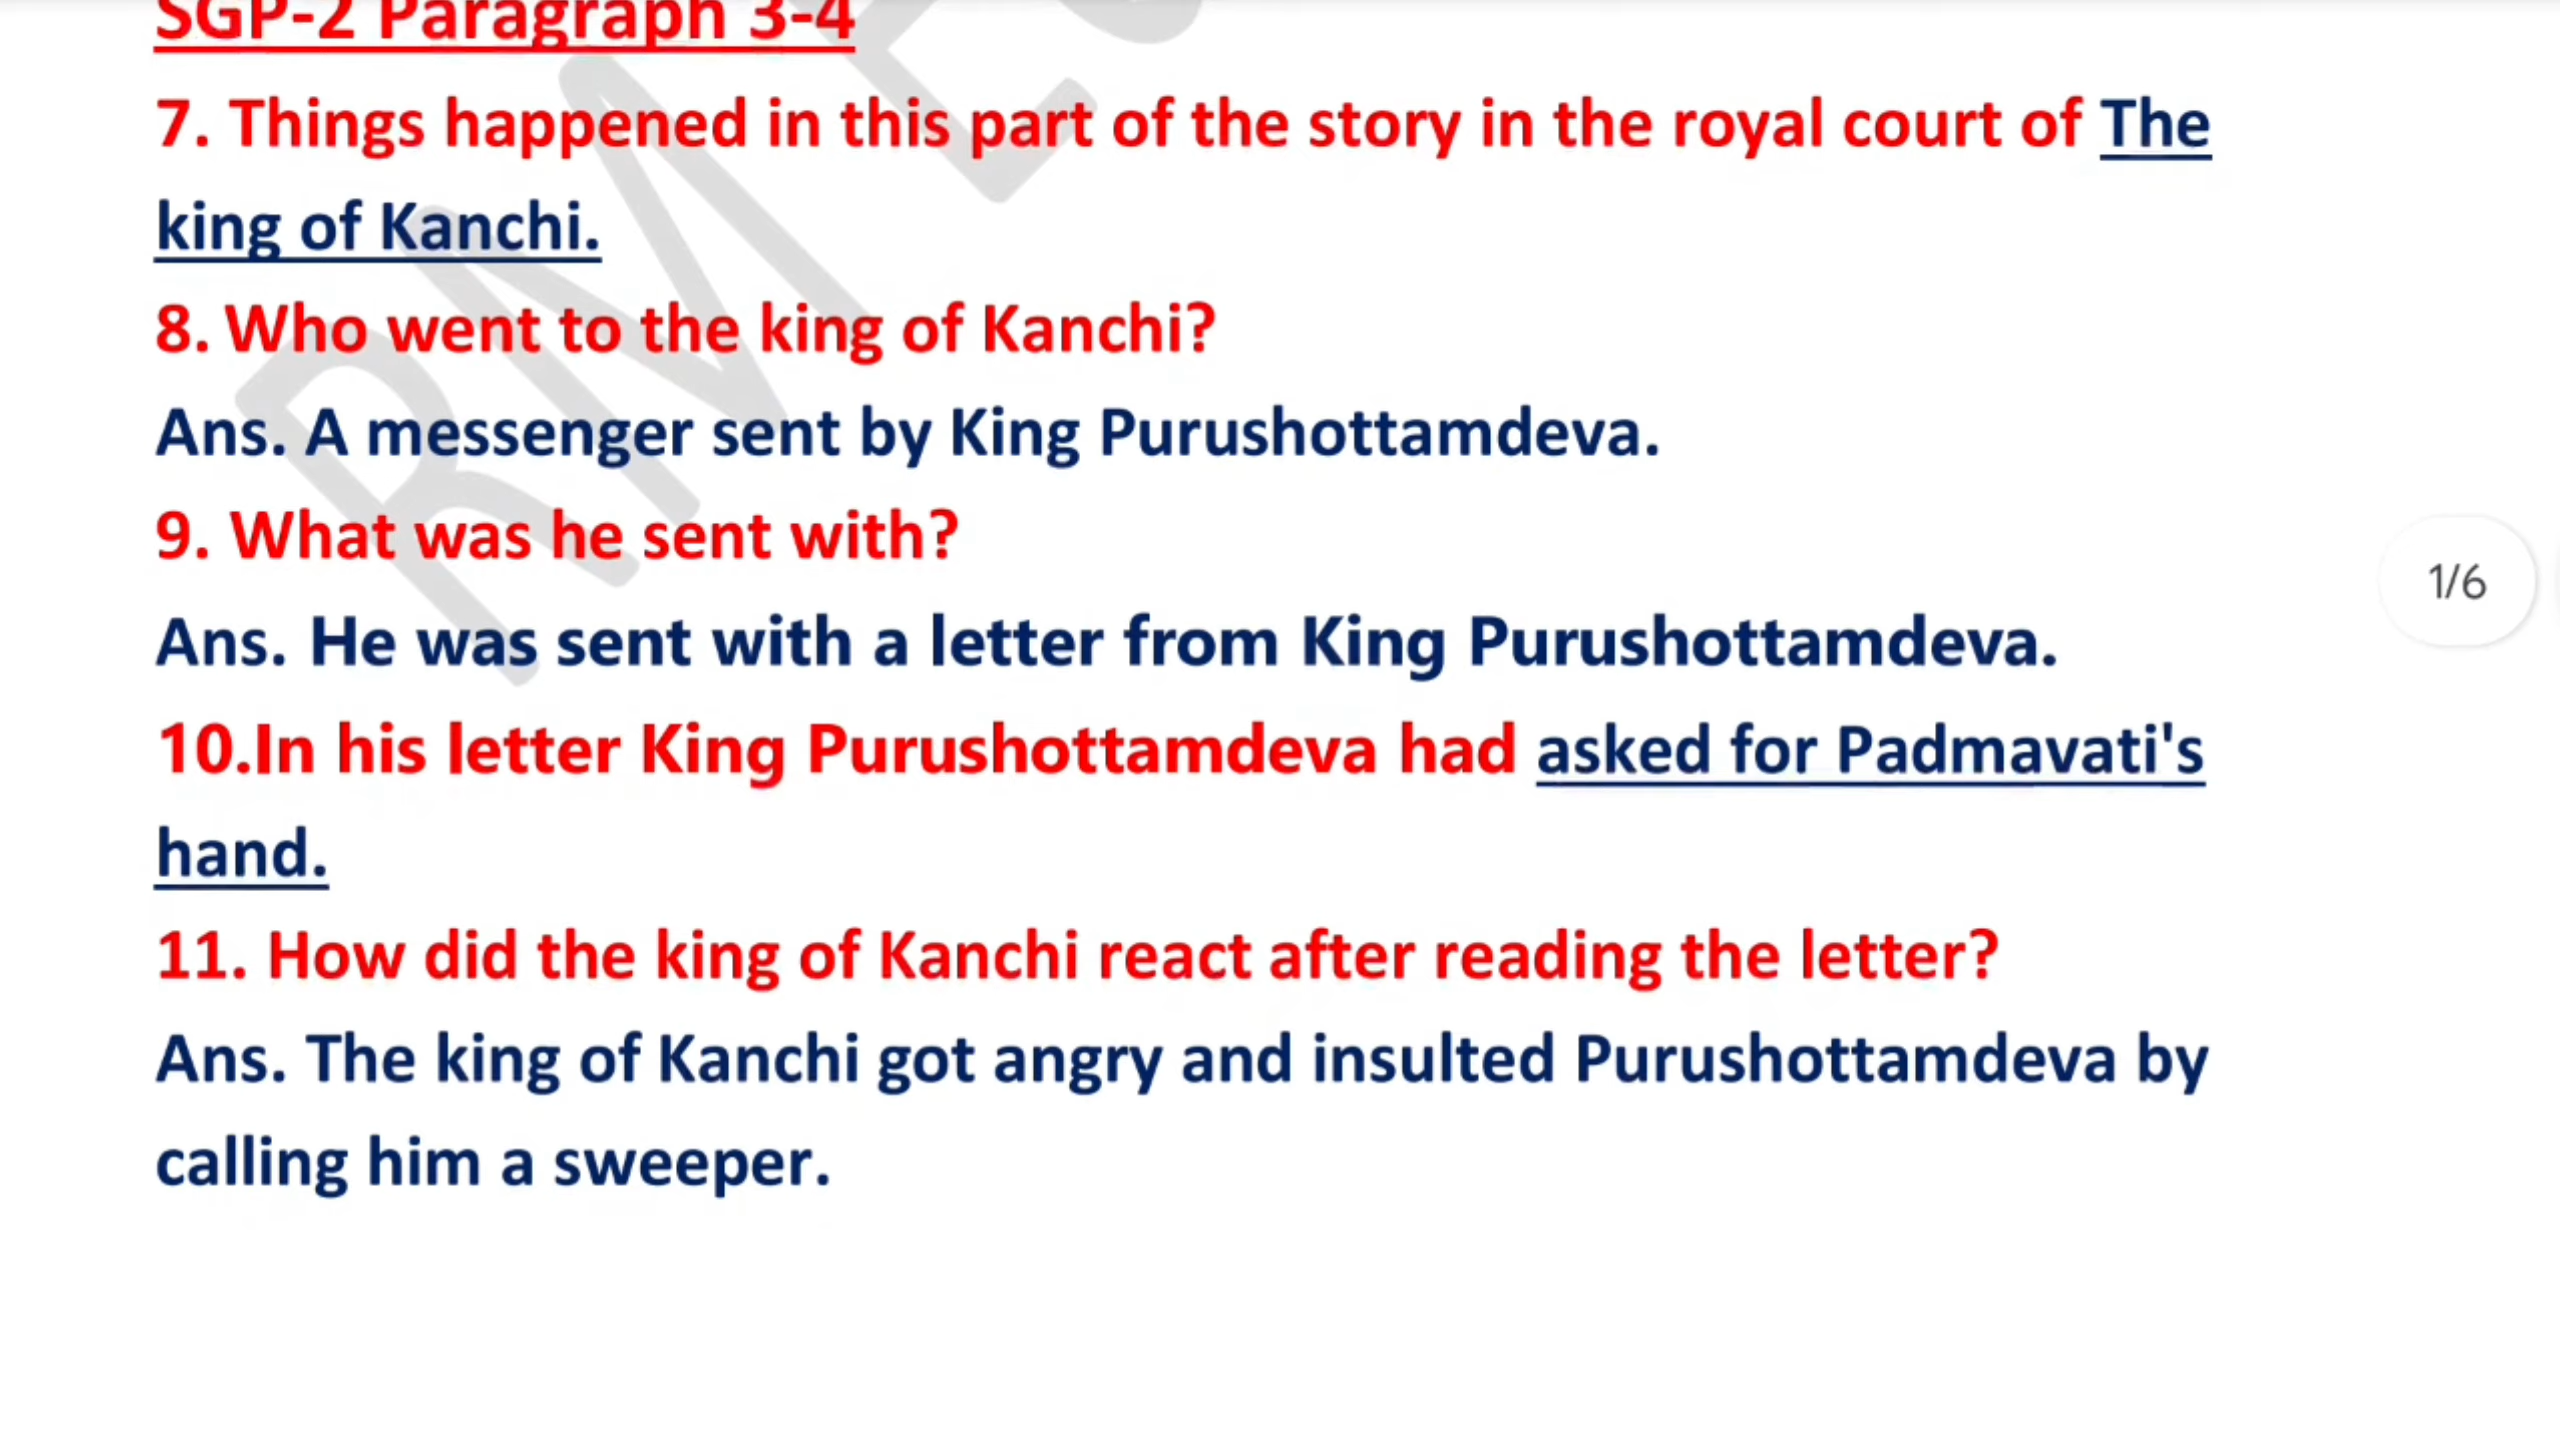 SGP-2 Paragraph 3-4
7. Things happened in this part of the story in the royal court of The
king of Kanchi.
8. Who went to the king of Kanchi?
Ans. A messenger sent by King Purushottamdeva.
9. What was he sent with?
Ans. He was sent with a letter from King Purushottamdeva.
1/6
10.In his letter King Purushottamdeva had asked for Padmavati's
hand.
11. How did the king of Kanchi react after reading the letter?
Ans. The king of Kanchi got angry and insulted Purushottamdeva by
calling him a sweeper.